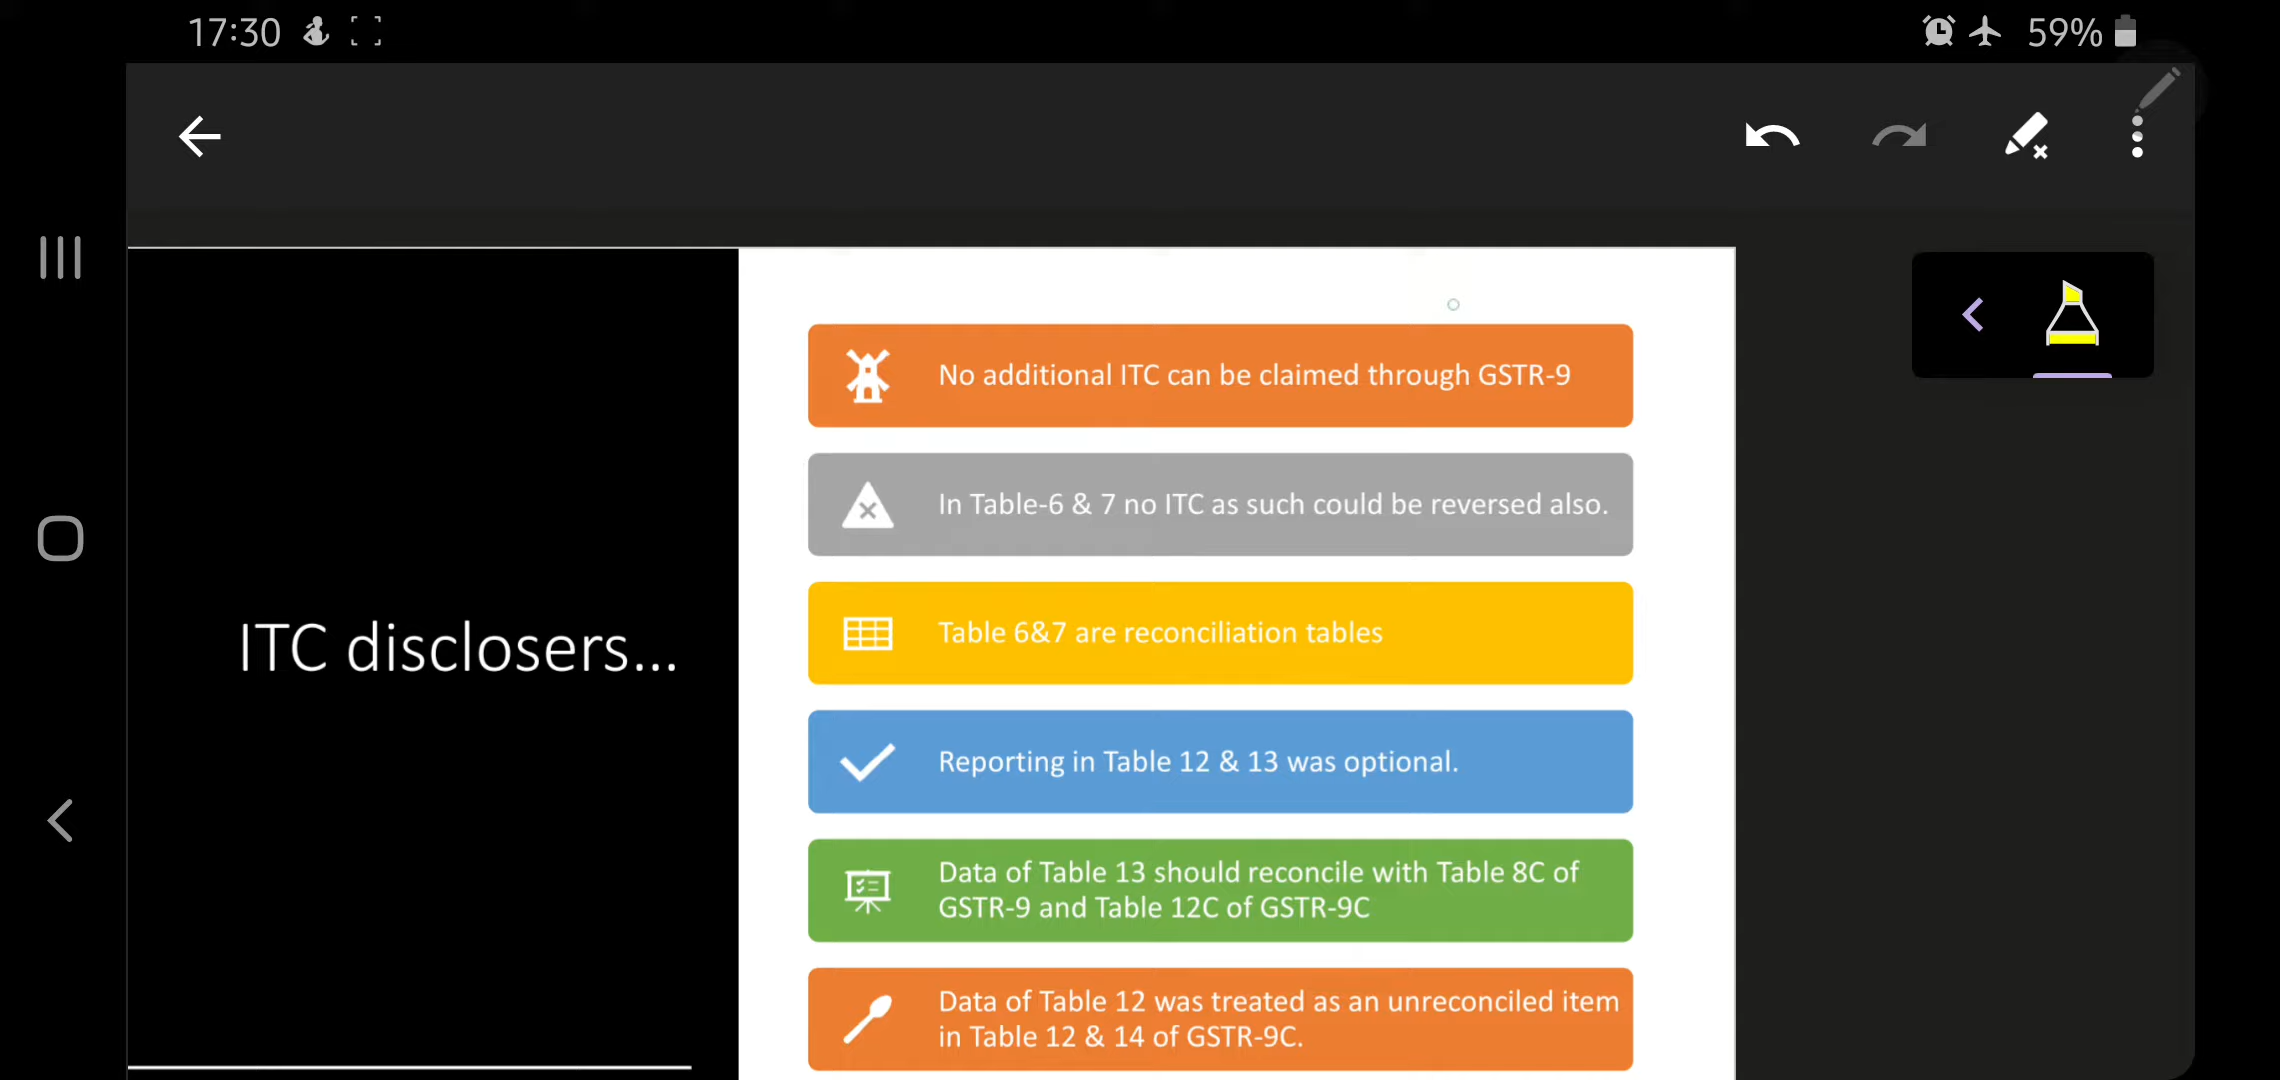 17:30
59%
ITC disclosers...
No additional ITC can be claimed through GSTR-9
In Table-6 & 7 no ITC as such could be reversed also.
Table 6&7 are reconciliation tables
Reporting in Table 12 & 13 was optional.
Data of Table 13 should reconcile with Table 8C of
GSTR-9 and Table 12C of GSTR-9C
Data of Table 12 was treated as an unreconciled item
in Table 12 & 14 of GSTR-9C.